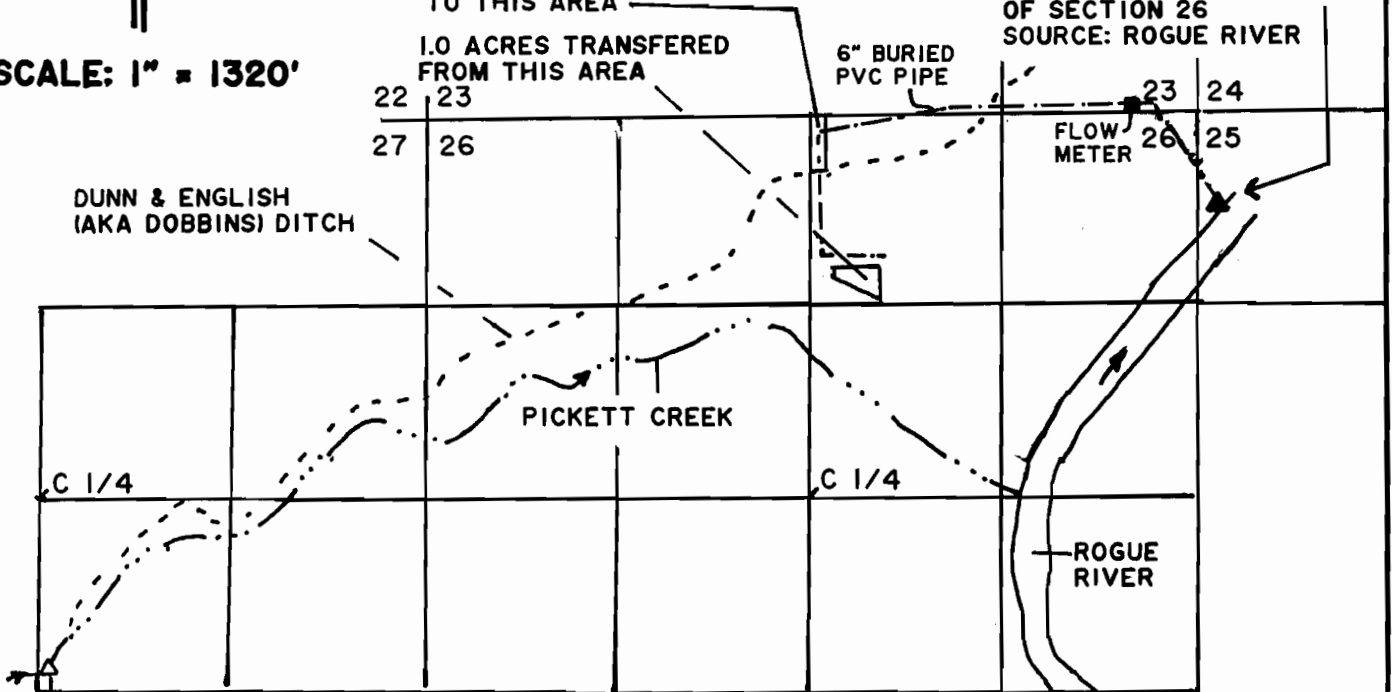 TO THIS AREA
OF SECTION 26
SOURCE: ROGUE RIVER
1.0 ACRES TRANSFERED
FROM THIS AREA
6" BURIED
PVC PIPE
SCALE: 1" = 1320'
22 23
27 26
23 24
26 25
FLOW
METER
DUNN & ENGLISH
(AKA DOBBINS) DITCH
PICKETT CREEK
C 1/4
C 1/4
ROGUE
RIVER